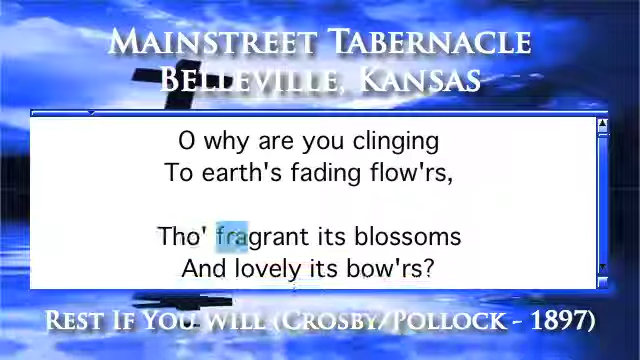 Mainstreet Tabernacle
Belleville, Kansas
O why are you clinging
To earth's fading flow'rs,
Tho' fragrant its blossoms
And lovely its bow'rs?
Rest If You Will (Crosby/Pollock - 1897)